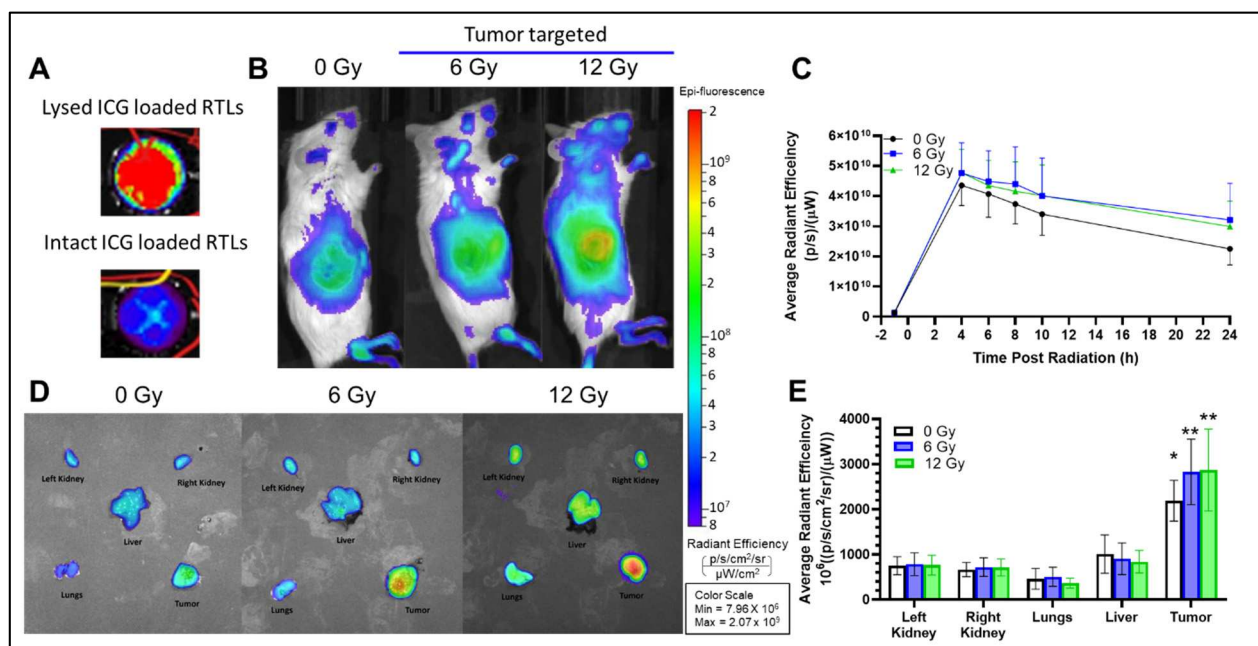 A
Lysed ICG loaded RTLs
Intact ICG loaded RTLs
B
Tumor targeted
0 Gy
6 Gy
12 Gy
Epi-fluorescence
2
10⁹
8
6
4
3
2
10⁸
8
6
4
3
2
10⁷
8
Radiant Efficiency
p/s/cm²/sr
µW/cm²
Color Scale
Min = 7.96 X 10⁶
Max = 2.07 x 10⁹
C
0 Gy
6 Gy
12 Gy
Average Radiant Efficeincy
(p/s)/(µW)
6×10¹⁰
5×10¹⁰
4×10¹⁰
3×10¹⁰
2×10¹⁰
1×10¹⁰
0
-2 0 2 4 6 8 10 12 14 16 18 20 22 24
Time Post Radiation (h)
D
0 Gy
6 Gy
12 Gy
Left Kidney
Right Kidney
Liver
Lungs
Tumor
Left Kidney
Right Kidney
Liver
Lungs
Tumor
Left Kidney
Right Kidney
Liver
Lungs
Tumor
E
0 Gy
6 Gy
12 Gy
* ** **
Average Radiant Efficeincy
10⁶((p/s/cm²/sr)/(µW))
4000
3000
2000
1000
0
Left Kidney
Right Kidney
Lungs
Liver
Tumor